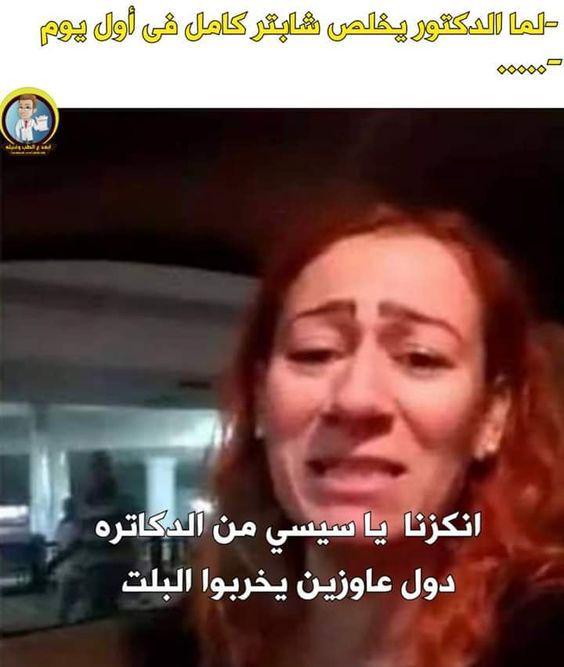 -لما الدكتور يخلص شابتر كامل فى أول يوم
-.....
انكزنا يا سيسي من الدكاتره
دول عاوزين يخربوا البلت